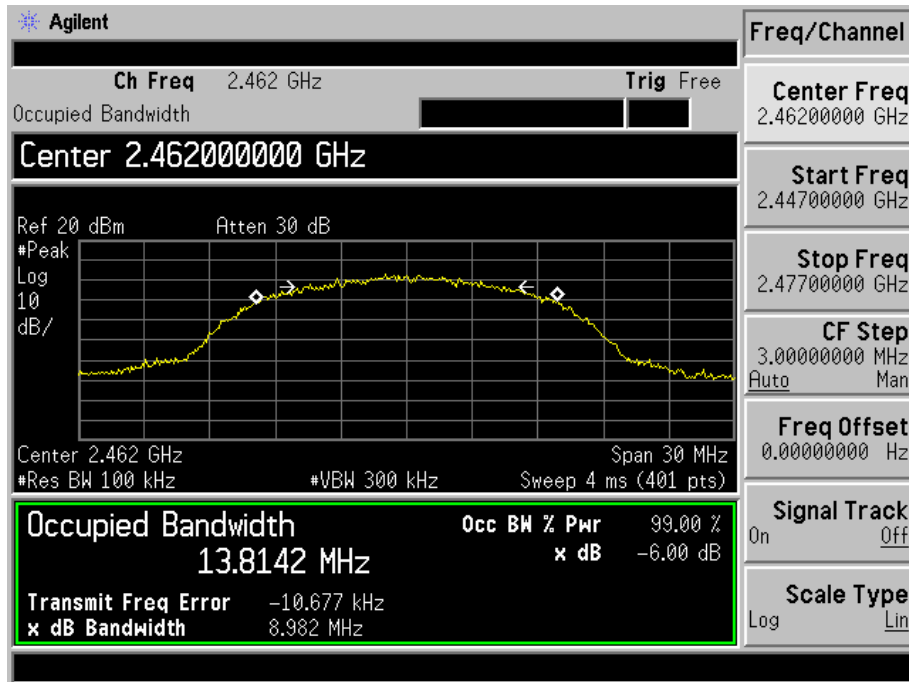 Agilent
Ch Freq 2.462 GHz Trig Free
Occupied Bandwidth
Center 2.462000000 GHz
Ref 20 dBm Atten 30 dB
#Peak
Log
10
dB/
Center 2.462 GHz Span 30 MHz
#Res BW 100 kHz #VBW 300 kHz Sweep 4 ms (401 pts)
Occupied Bandwidth
13.8142 MHz
Occ BW % Pwr 99.00 %
x dB -6.00 dB
Transmit Freq Error -10.677 kHz
x dB Bandwidth 8.982 MHz
Freq/Channel
Center Freq
2.46200000 GHz
Start Freq
2.44700000 GHz
Stop Freq
2.47700000 GHz
CF Step
3.00000000 MHz
Auto Man
Freq Offset
0.00000000 Hz
Signal Track
On Off
Scale Type
Log Lin